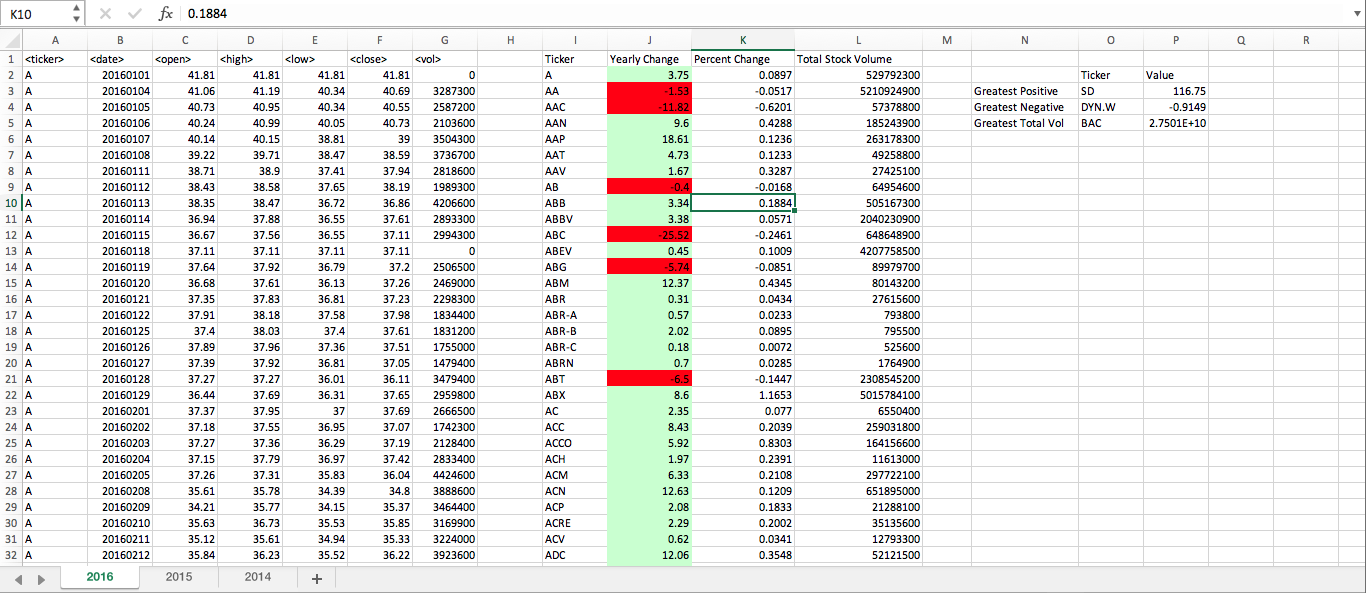 K10 fx 0.1884
A B C D E F G H I J K L M N O P Q R
1 <ticker> <date> <open> <high> <low> <close> <vol> Ticker Yearly Change Percent Change Total Stock Volume
2 A 20160101 41.81 41.81 41.81 41.81 0 A 3.75 0.0897 529792300 Ticker Value
3 A 20160104 41.06 41.19 40.34 40.69 3287300 AA -1.53 -0.0517 5210924900 Greatest Positive SD 116.75
4 A 20160105 40.73 40.95 40.34 40.55 2587200 AAC -11.82 -0.6201 57378800 Greatest Negative DYN.W -0.9149
5 A 20160106 40.24 40.99 40.05 40.73 2103600 AAN 9.6 0.4288 185243900 Greatest Total Vol BAC 2.7501E+10
6 A 20160107 40.14 40.15 38.81 39 3504300 AAP 18.61 0.1236 263178300
7 A 20160108 39.22 39.71 38.47 38.59 3736700 AAT 4.73 0.1233 49258800
8 A 20160111 38.71 38.9 37.41 37.94 2818600 AAV 1.67 0.3287 27425100
9 A 20160112 38.43 38.58 37.65 38.19 1989300 AB -0.4 -0.0168 64954600
10 A 20160113 38.35 38.47 36.72 36.86 4206600 ABB 3.34 0.1884 505167300
11 A 20160114 36.94 37.88 36.55 37.61 2893300 ABBV 3.38 0.0571 2040230900
12 A 20160115 36.67 37.56 36.55 37.11 2994300 ABC -25.52 -0.2461 648648900
13 A 20160118 37.11 37.11 37.11 37.11 0 ABEV 0.45 0.1009 4207758500
14 A 20160119 37.64 37.92 36.79 37.2 2506500 ABG -5.74 -0.0851 89979700
15 A 20160120 36.68 37.61 36.13 37.26 2469000 ABM 12.37 0.4345 80143200
16 A 20160121 37.35 37.83 36.81 37.23 2298300 ABR 0.31 0.0434 27615600
17 A 20160122 37.91 38.18 37.58 37.98 1834400 ABR-A 0.57 0.0233 793800
18 A 20160125 37.4 38.03 37.4 37.61 1831200 ABR-B 2.02 0.0895 795500
19 A 20160126 37.89 37.96 37.36 37.51 1755000 ABR-C 0.18 0.0072 525600
20 A 20160127 37.39 37.92 36.81 37.05 1479400 ABRN 0.7 0.0285 1764900
21 A 20160128 37.27 37.27 36.01 36.11 3479400 ABT -6.5 -0.1447 2308545200
22 A 20160129 36.44 37.69 36.31 37.65 2959800 ABX 8.6 1.1653 5015784100
23 A 20160201 37.37 37.95 37 37.69 2666500 AC 2.35 0.077 6550400
24 A 20160202 37.18 37.55 36.95 37.07 1742300 ACC 8.43 0.2039 259031800
25 A 20160203 37.27 37.36 36.29 37.19 2128400 ACCO 5.92 0.8303 164156600
26 A 20160204 37.15 37.79 36.97 37.42 2833400 ACH 1.97 0.2391 11613000
27 A 20160205 37.26 37.31 35.83 36.04 4424600 ACM 6.33 0.2108 297722100
28 A 20160208 35.61 35.78 34.39 34.8 3888600 ACN 12.63 0.1209 651895000
29 A 20160209 34.21 35.77 34.15 35.37 3464400 ACP 2.08 0.1833 21288100
30 A 20160210 35.63 36.73 35.53 35.85 3169900 ACRE 2.29 0.2002 35135600
31 A 20160211 35.12 35.61 34.94 35.33 3224000 ACV 0.62 0.0341 12793300
32 A 20160212 35.84 36.23 35.52 36.22 3923600 ADC 12.06 0.3548 52121500
2016 2015 2014 +